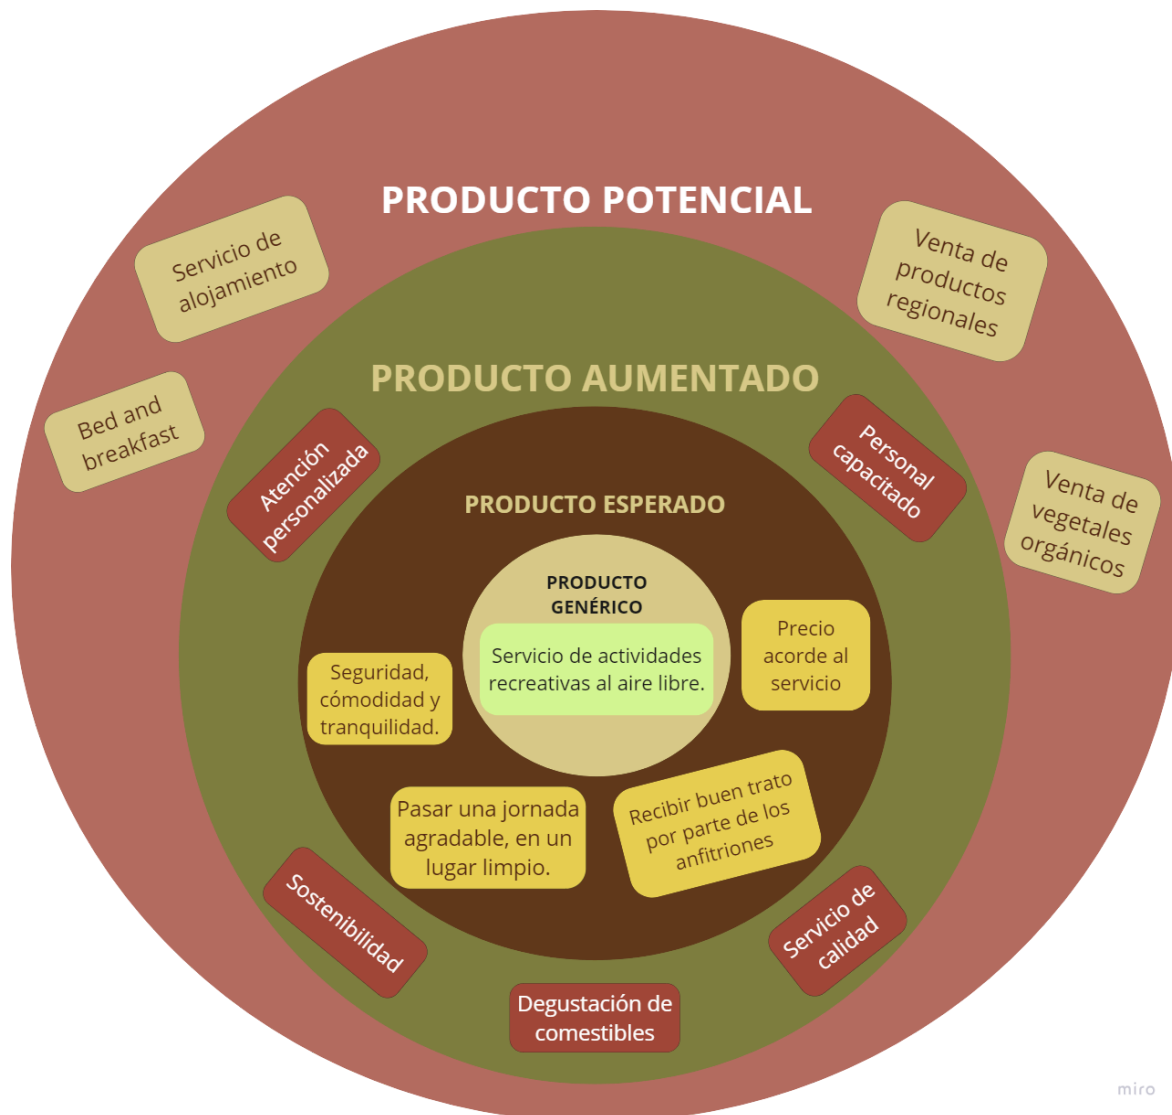 PRODUCTO POTENCIAL
Servicio de
alojamiento
Venta de
productos
regionales
Bed and
breakfast
Venta de
vegetales
orgánicos
PRODUCTO AUMENTADO
Atención
personalizada
Personal
capacitado
Sostenibilidad
Servicio de
calidad
Degustación de
comestibles
PRODUCTO ESPERADO
Seguridad,
cómodidad y
tranquilidad.
Precio
acorde al
servicio
Pasar una jornada
agradable, en un
lugar limpio.
Recibir buen trato
por parte de los
anfitriones
PRODUCTO
GENÉRICO
Servicio de actividades
recreativas al aire libre.
miro